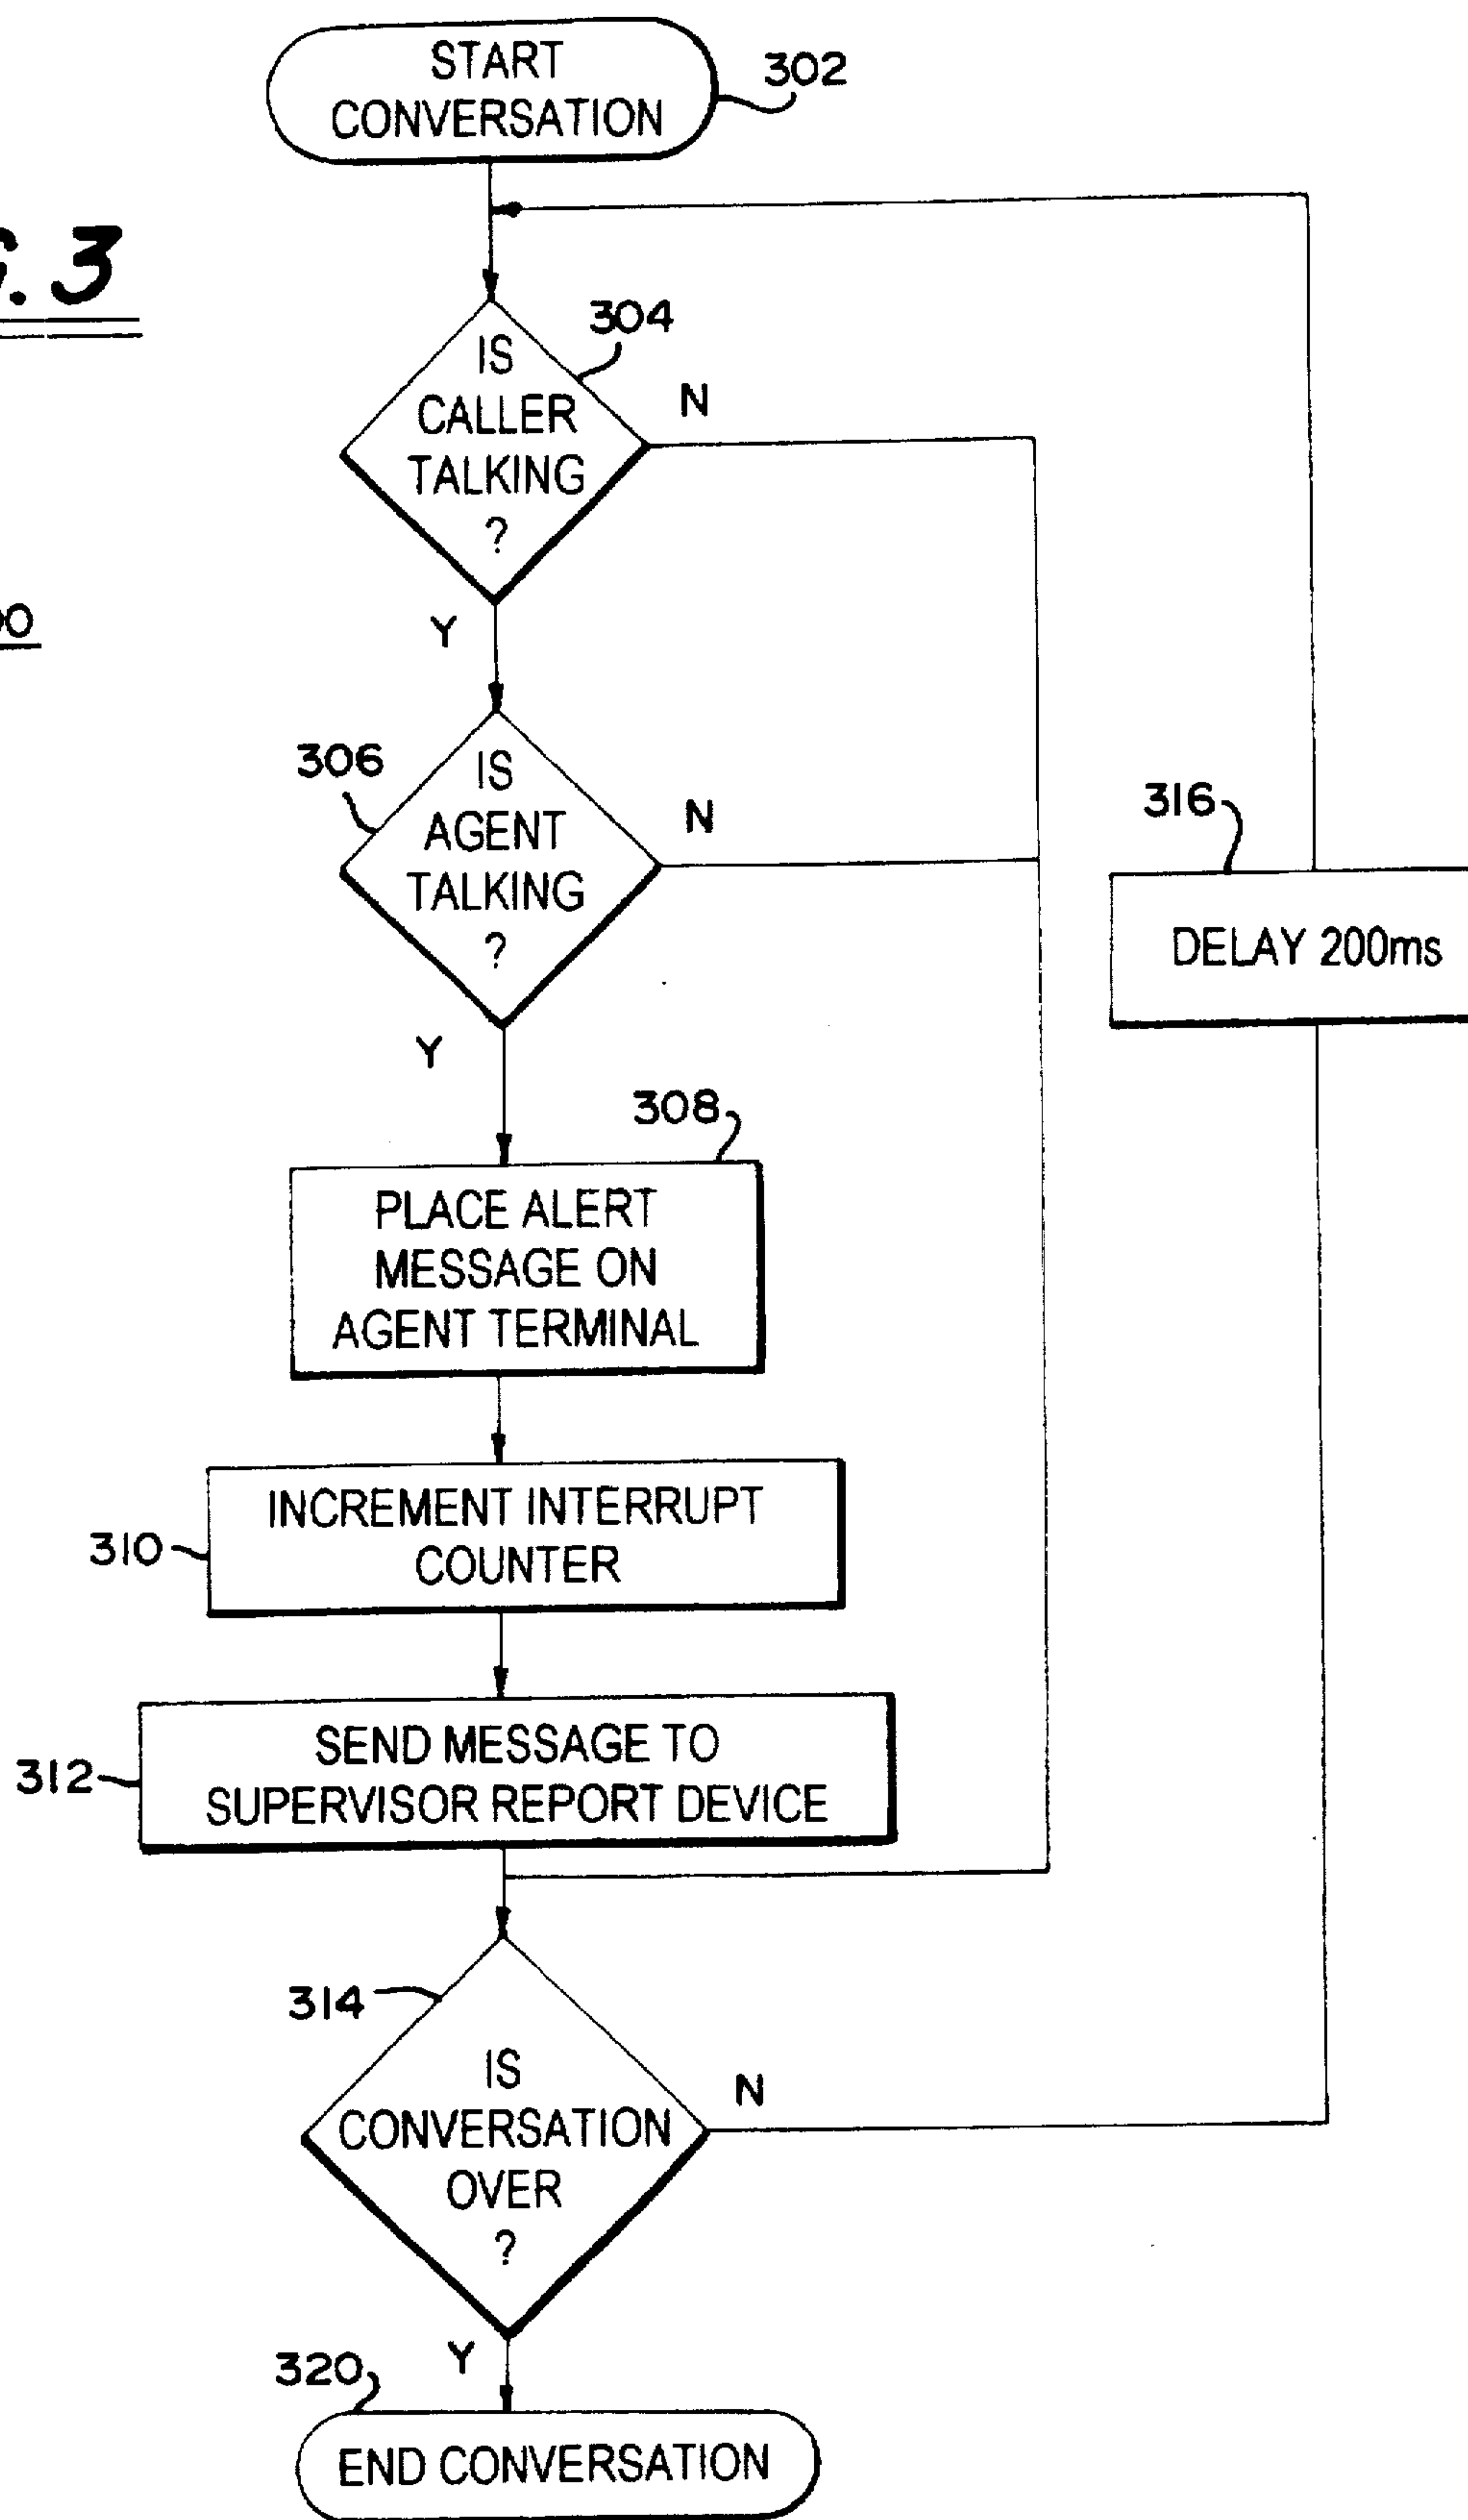 START
CONVERSATION
302
. 3
304
IS
CALLER
TALKING
?
N
Y
306
IS
AGENT
TALKING
?
N
316
DELAY 200ms
Y
308
PLACE ALERT
MESSAGE ON
AGENT TERMINAL
310
INCREMENT INTERRUPT
COUNTER
312
SEND MESSAGE TO
SUPERVISOR REPORT DEVICE
314
IS
CONVERSATION
OVER
?
N
Y
320
END CONVERSATION